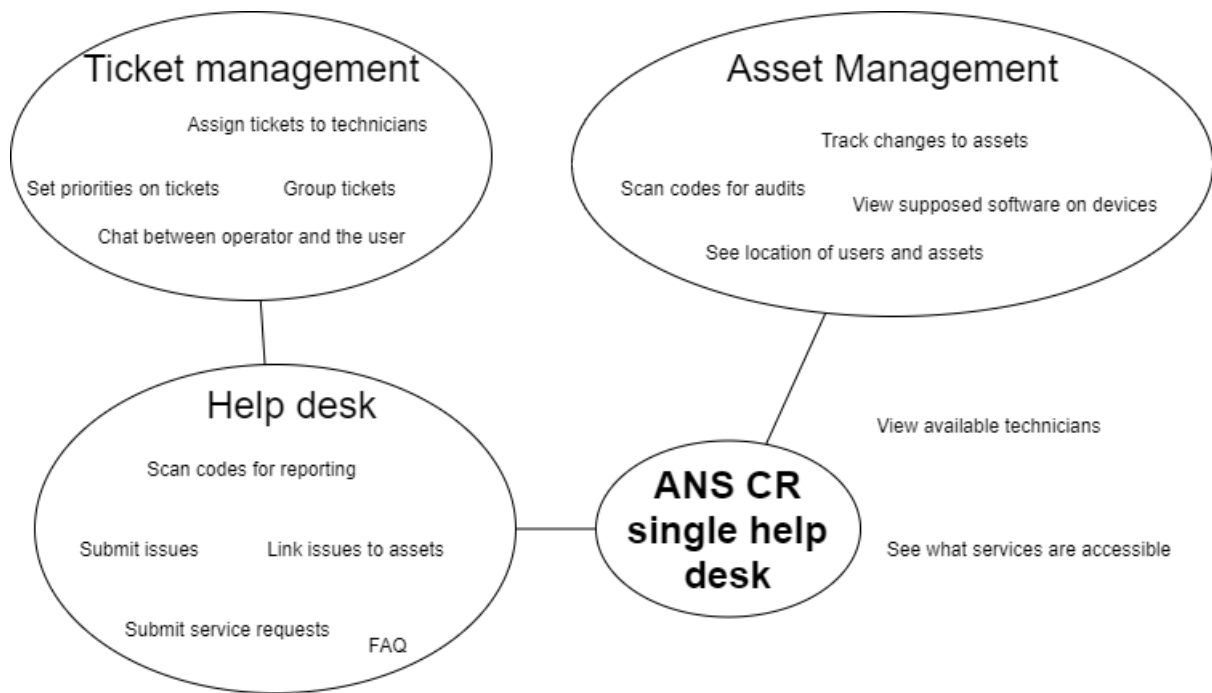 Ticket management
Assign tickets to technicians
Set priorities on tickets
Group tickets
Chat between operator and the user
Asset Management
Track changes to assets
Scan codes for audits
View supposed software on devices
See location of users and assets
Help desk
Scan codes for reporting
Submit issues
Link issues to assets
Submit service requests
FAQ
ANS CR
single help
desk
View available technicians
See what services are accessible